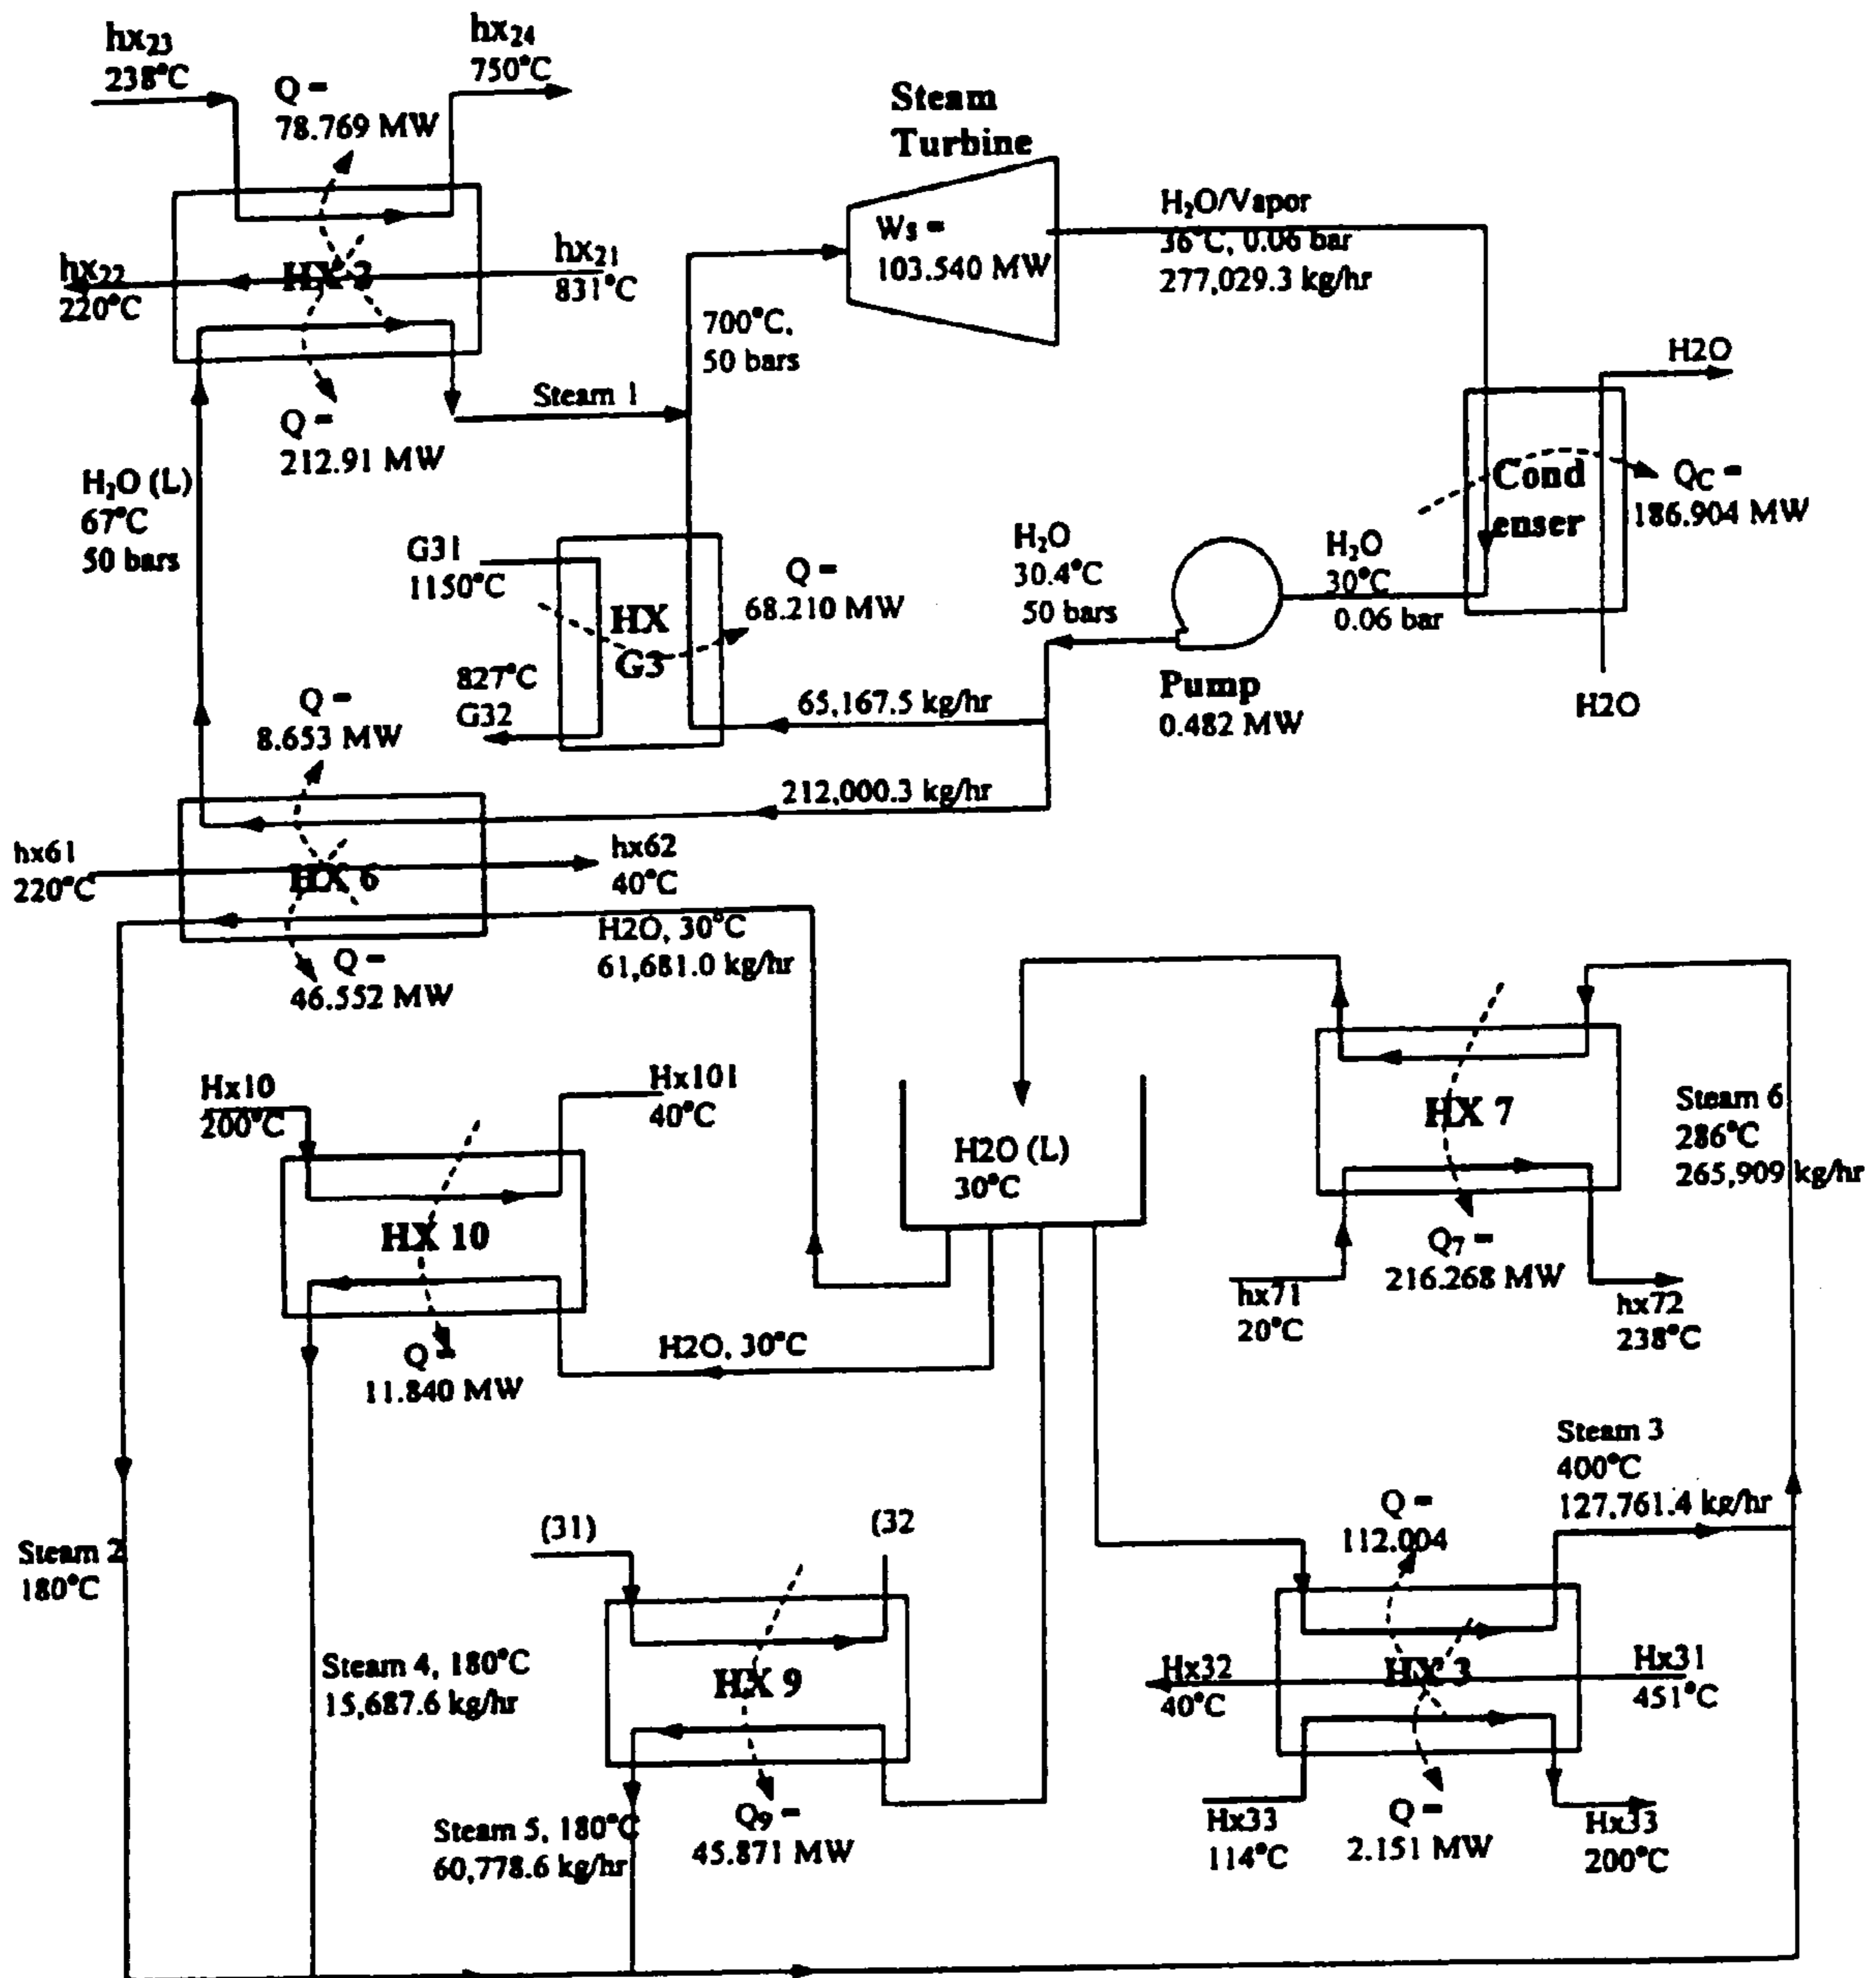 hx₂₃
238°C
hx₂₄
750°C
Q =
78.769 MW
hx₂₂
220°C
hx₂₁
831°C
Q =
212.91 MW
Steam 1
H₂O (L)
67°C
50 bars
Steam
Turbine
W₅ =
103.540 MW
700°C,
50 bars
H₂O/Vapor
36°C, 0.06 bar
277,029.3 kg/hr
H2O
Cond
enser
Q_C =
186.904 MW
H2O
H₂O
30°C
0.06 bar
Pump
0.482 MW
H₂O
30.4°C
50 bars
G31
1150°C
HX
G3
Q =
68.210 MW
827°C
G32
65,167.5 kg/hr
212,000.3 kg/hr
Q =
8.653 MW
hx61
220°C
HX 6
hx62
40°C
H2O, 30°C
61,681.0 kg/hr
Q =
46.552 MW
Hx10
200°C
Hx101
40°C
HX 10
Q =
11.840 MW
H2O, 30°C
H2O (L)
30°C
HX 7
Steam 6
286°C
265,909 kg/hr
Q₇ =
216.268 MW
hx71
20°C
hx72
238°C
Steam 2
180°C
Steam 4, 180°C
15,687.6 kg/hr
(31)
(32
HX 9
Steam 5, 180°C
60,778.6 kg/hr
Q₉ =
45.871 MW
Steam 3
400°C
127,761.4 kg/hr
Q =
112.004
Hx32
40°C
HX 3
Hx31
451°C
Hx33
114°C
Q =
2.151 MW
Hx33
200°C